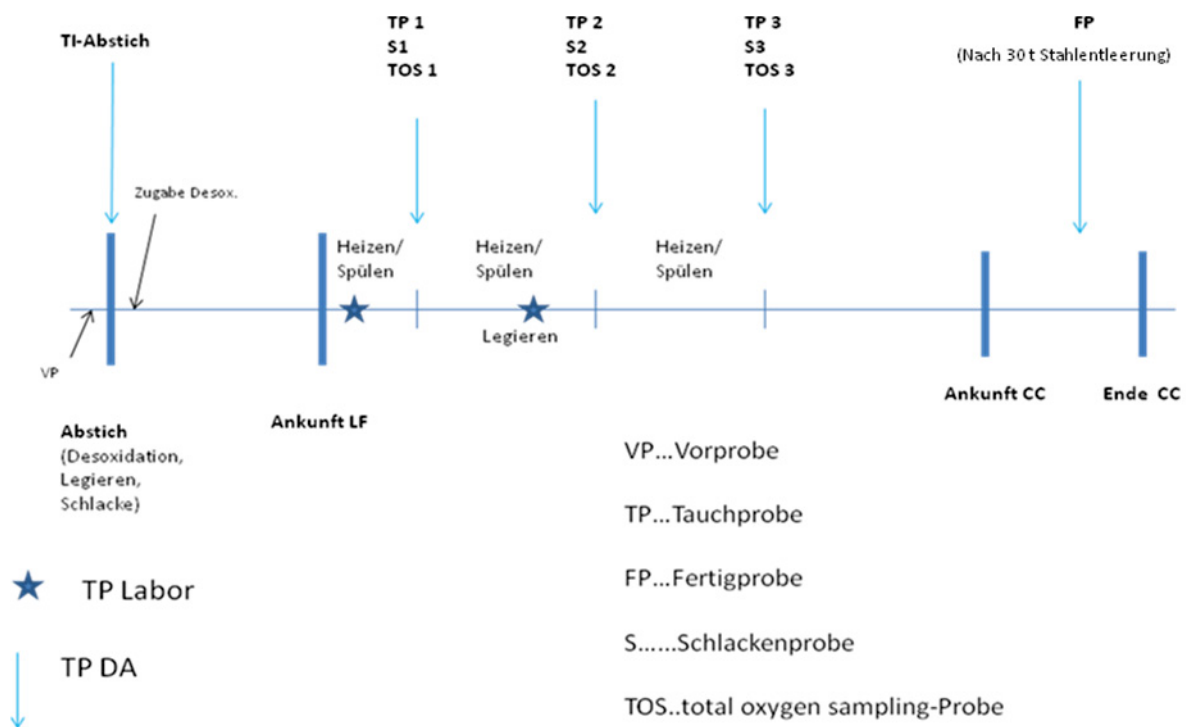 TI-Abstich
TP 1
S1
TOS 1
TP 2
S2
TOS 2
TP 3
S3
TOS 3
FP
(Nach 30 t Stahlentleerung)
Zugabe Desox.
Heizen/
Spülen
Heizen/
Spülen
Heizen/
Spülen
Legieren
VP
Abstich
(Desoxidation,
Legieren,
Schlacke)
Ankunft LF
Ankunft CC
Ende CC
VP...Vorprobe
TP...Tauchprobe
FP...Fertigprobe
S......Schlackenprobe
TOS..total oxygen sampling-Probe
TP Labor
TP DA